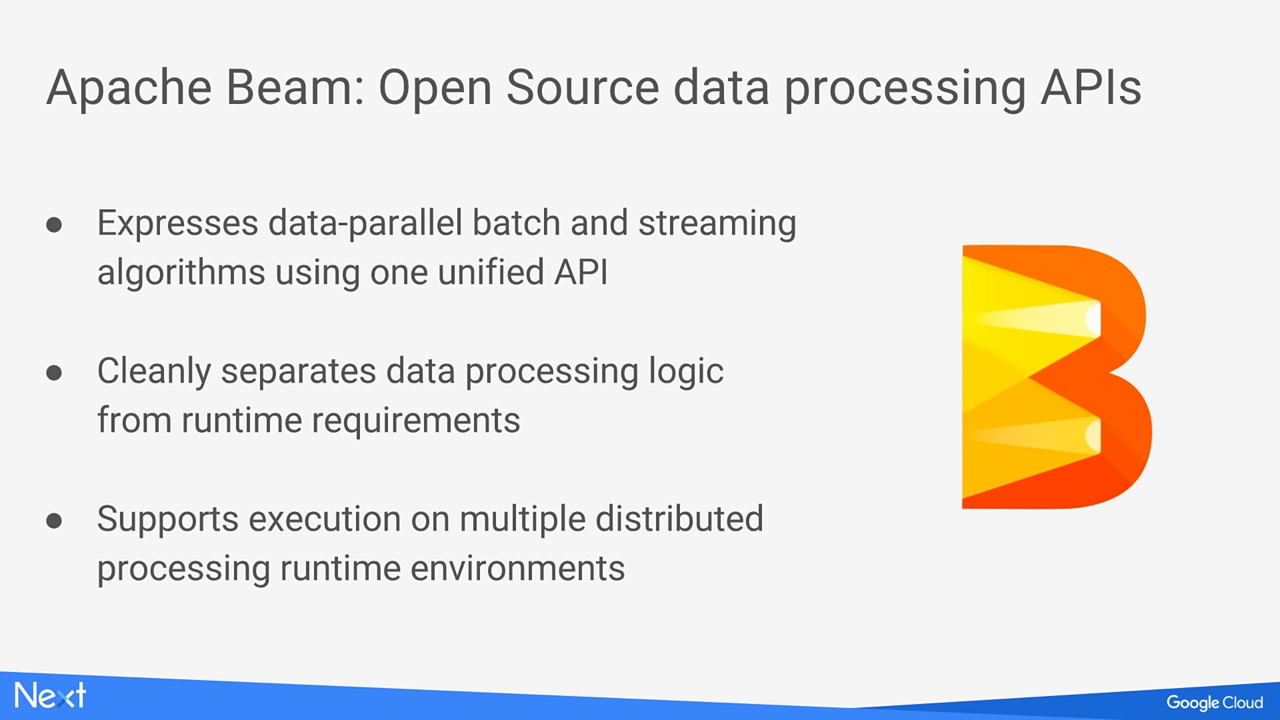 Apache Beam: Open Source data processing APIs
● Expresses data-parallel batch and streaming
algorithms using one unified API
● Cleanly separates data processing logic
from runtime requirements
● Supports execution on multiple distributed
processing runtime environments
Next
Google Cloud